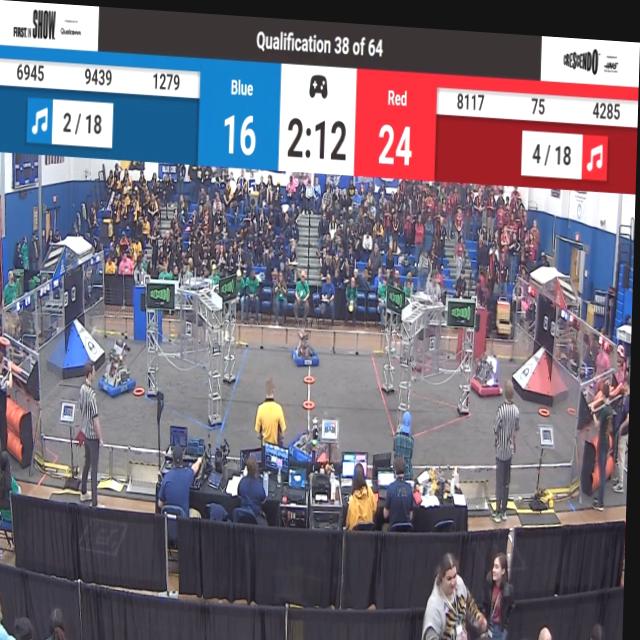 FIRST IN SHOW
Qualcomm
Qualification 38 of 64
CRESCENDO
6945 9439 1279
Blue
Red
8117 75 4285
2 / 18
16
2:12
24
4 / 18